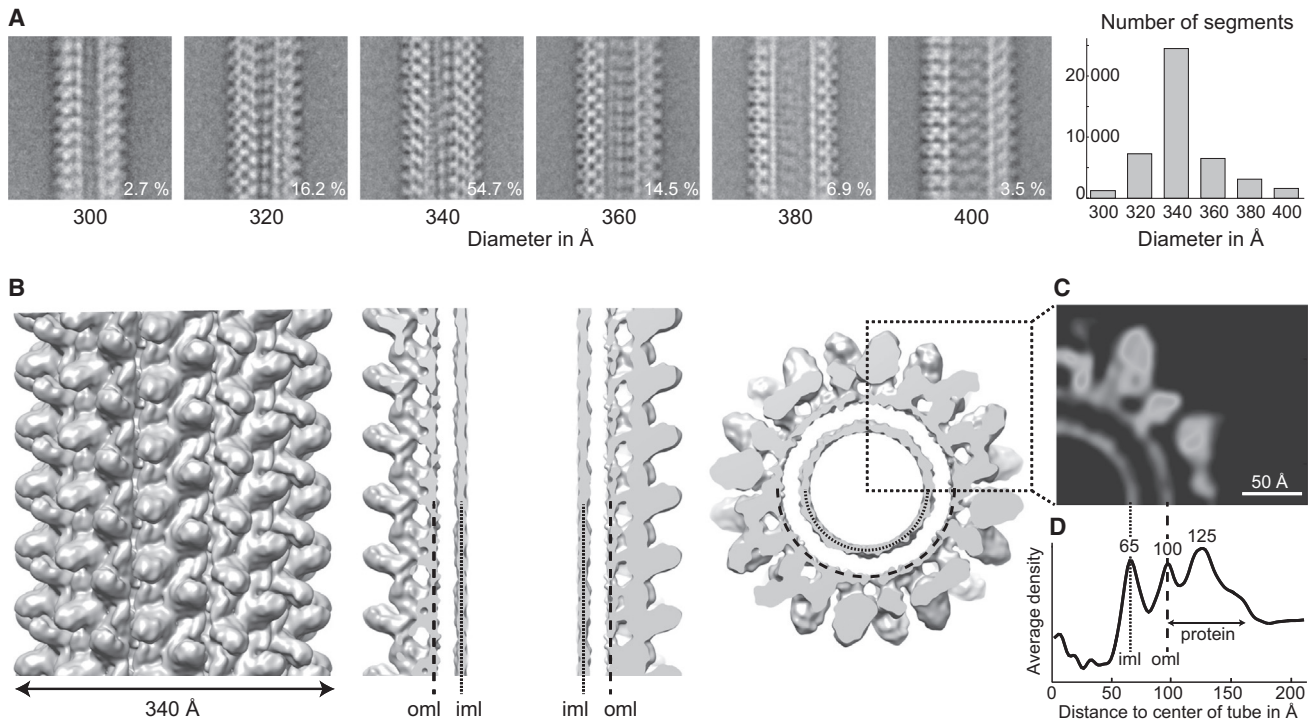 A
Number of segments
2.7 %
16.2 %
54.7 %
14.5 %
6.9 %
3.5 %
300
320
340
360
380
400
Diameter in Å
20 000
10 000
0
300 320 340 360 380 400
Diameter in Å
B
340 Å
oml iml
iml oml
C
50 Å
D
Average density
65
100
125
protein
iml
oml
0 50 100 150 200
Distance to center of tube in Å